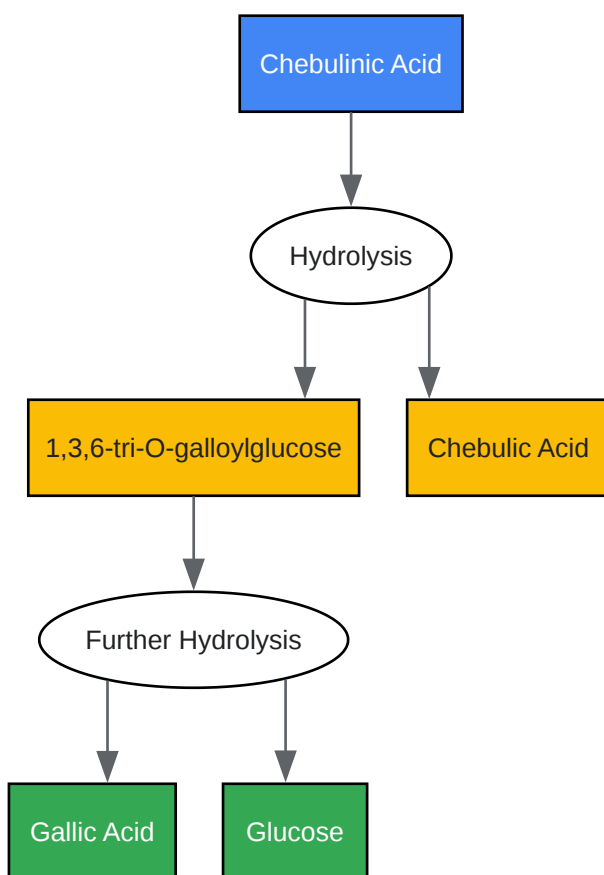 Chebulinic Acid
Hydrolysis
1,3,6-tri-O-galloylglucose
Chebulic Acid
Further Hydrolysis
Gallic Acid
Glucose